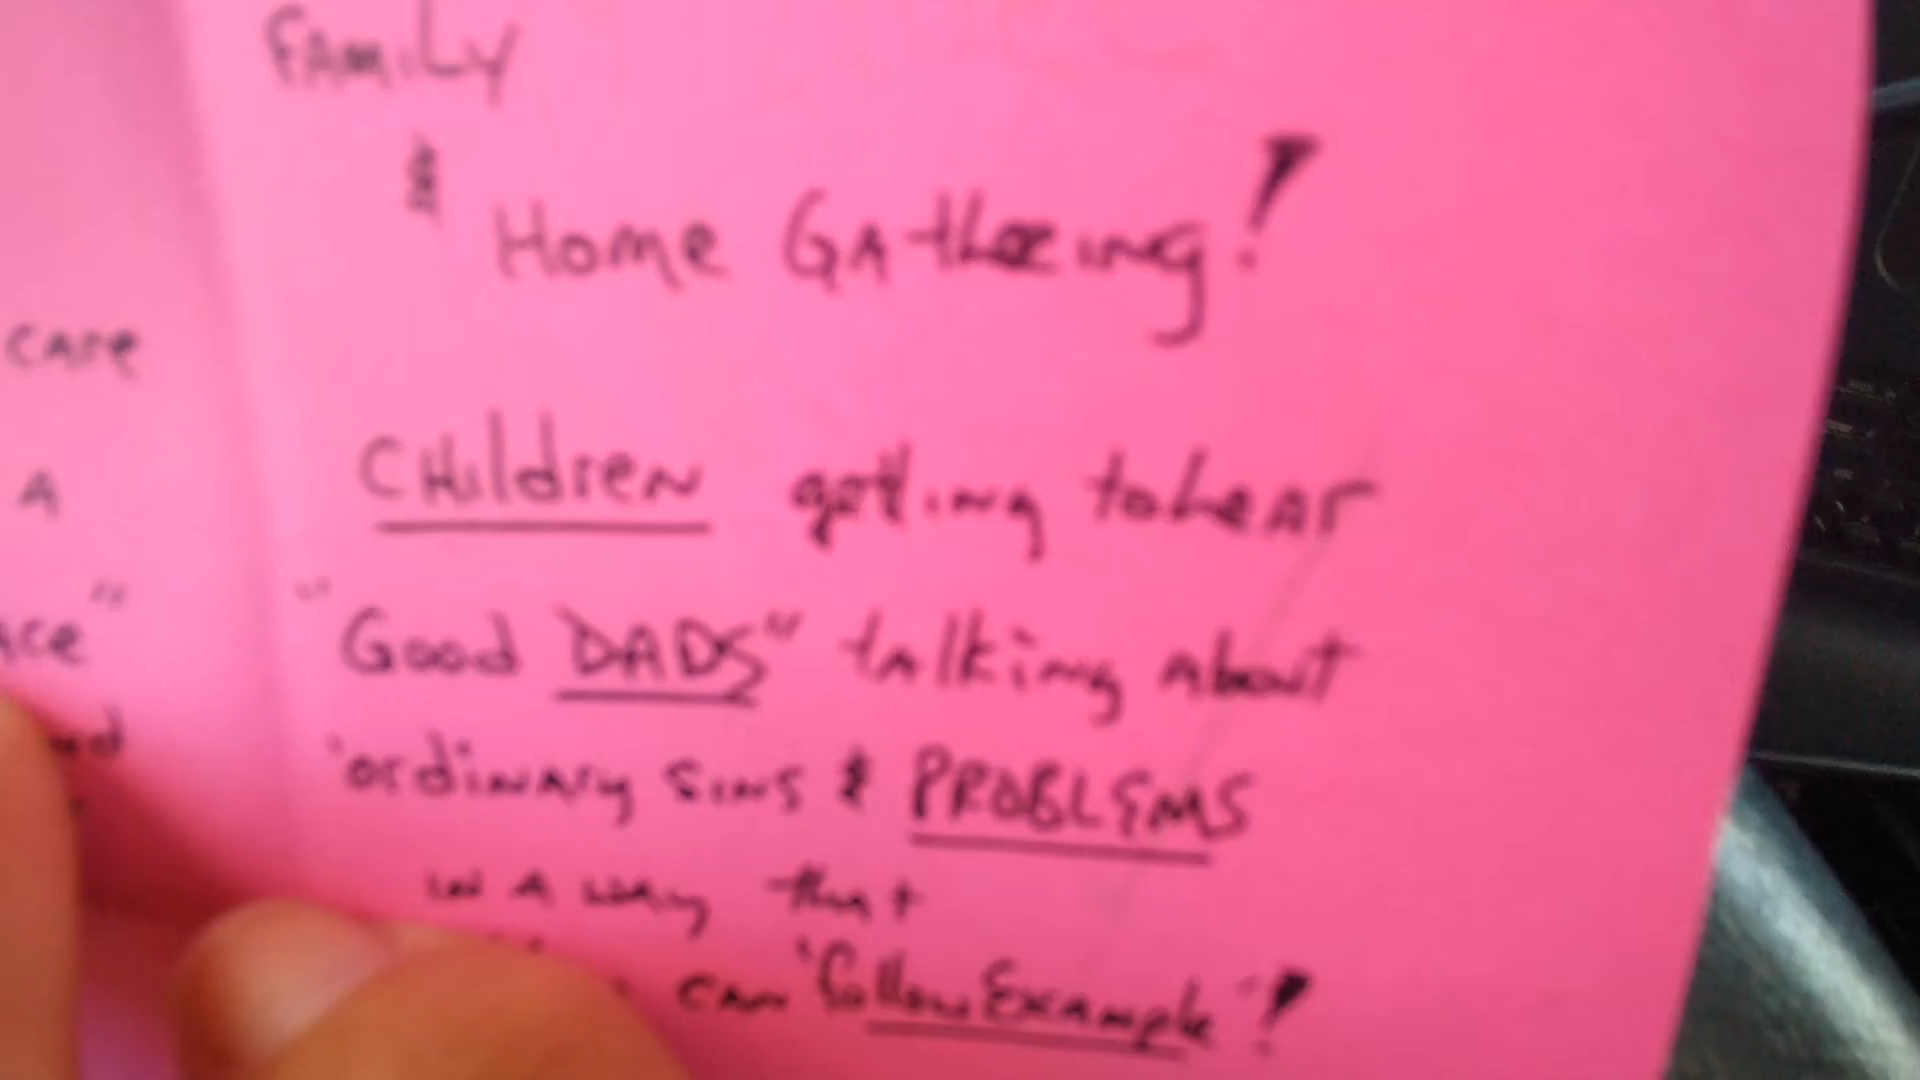 FAMILY
&
Home GAthering!
CARE
CHildreN getting to hear
A
"Good DADS" talking about
'ordinary sins & PROBLEMS
in A way that
can 'follow Example'!